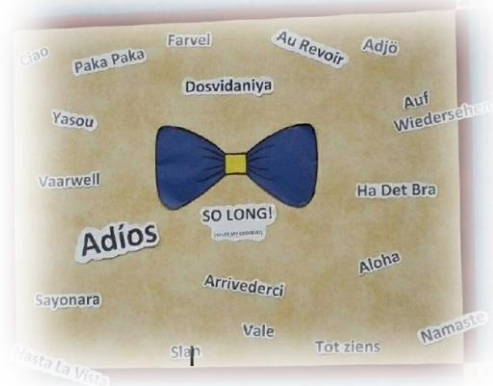 Ciao
Paka Paka
Farvel
Au Revoir
Adjö
Dosvidaniya
Yasou
Auf
Wiedersehen
Vaarwell
Ha Det Bra
SO LONG!
Adíos
Aloha
Arrivederci
Sayonara
Vale
Namaste
Slan
Tot ziens
Hasta La Vista